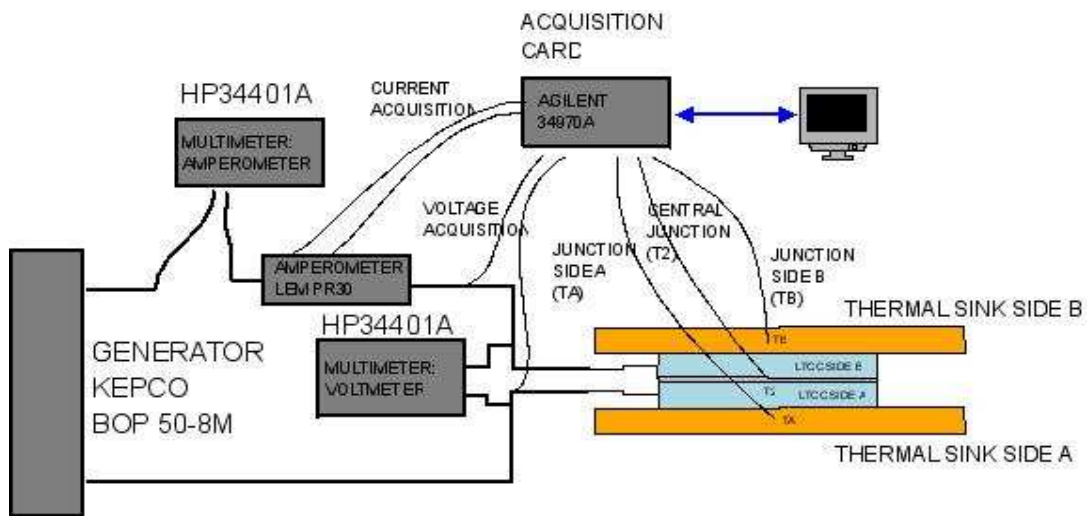 ACQUISITION
CARD
HP34401A
CURRENT
ACQUISITION
AGILENT
34970A
MULTIMETER:
AMPEROMETER
VOLTAGE
ACQUISITION
CENTRAL
JUNCTION
(T2)
JUNCTION
SIDE A
(TA)
JUNCTION
SIDE B
(TB)
AMPEROMETER
LEM PR30
THERMAL SINK SIDE B
HP34401A
TB
GENERATOR
KEPCO
BOP 50-8M
MULTIMETER:
VOLTMETER
LTCC SIDE B
T2
LTCC SIDE A
TA
THERMAL SINK SIDE A